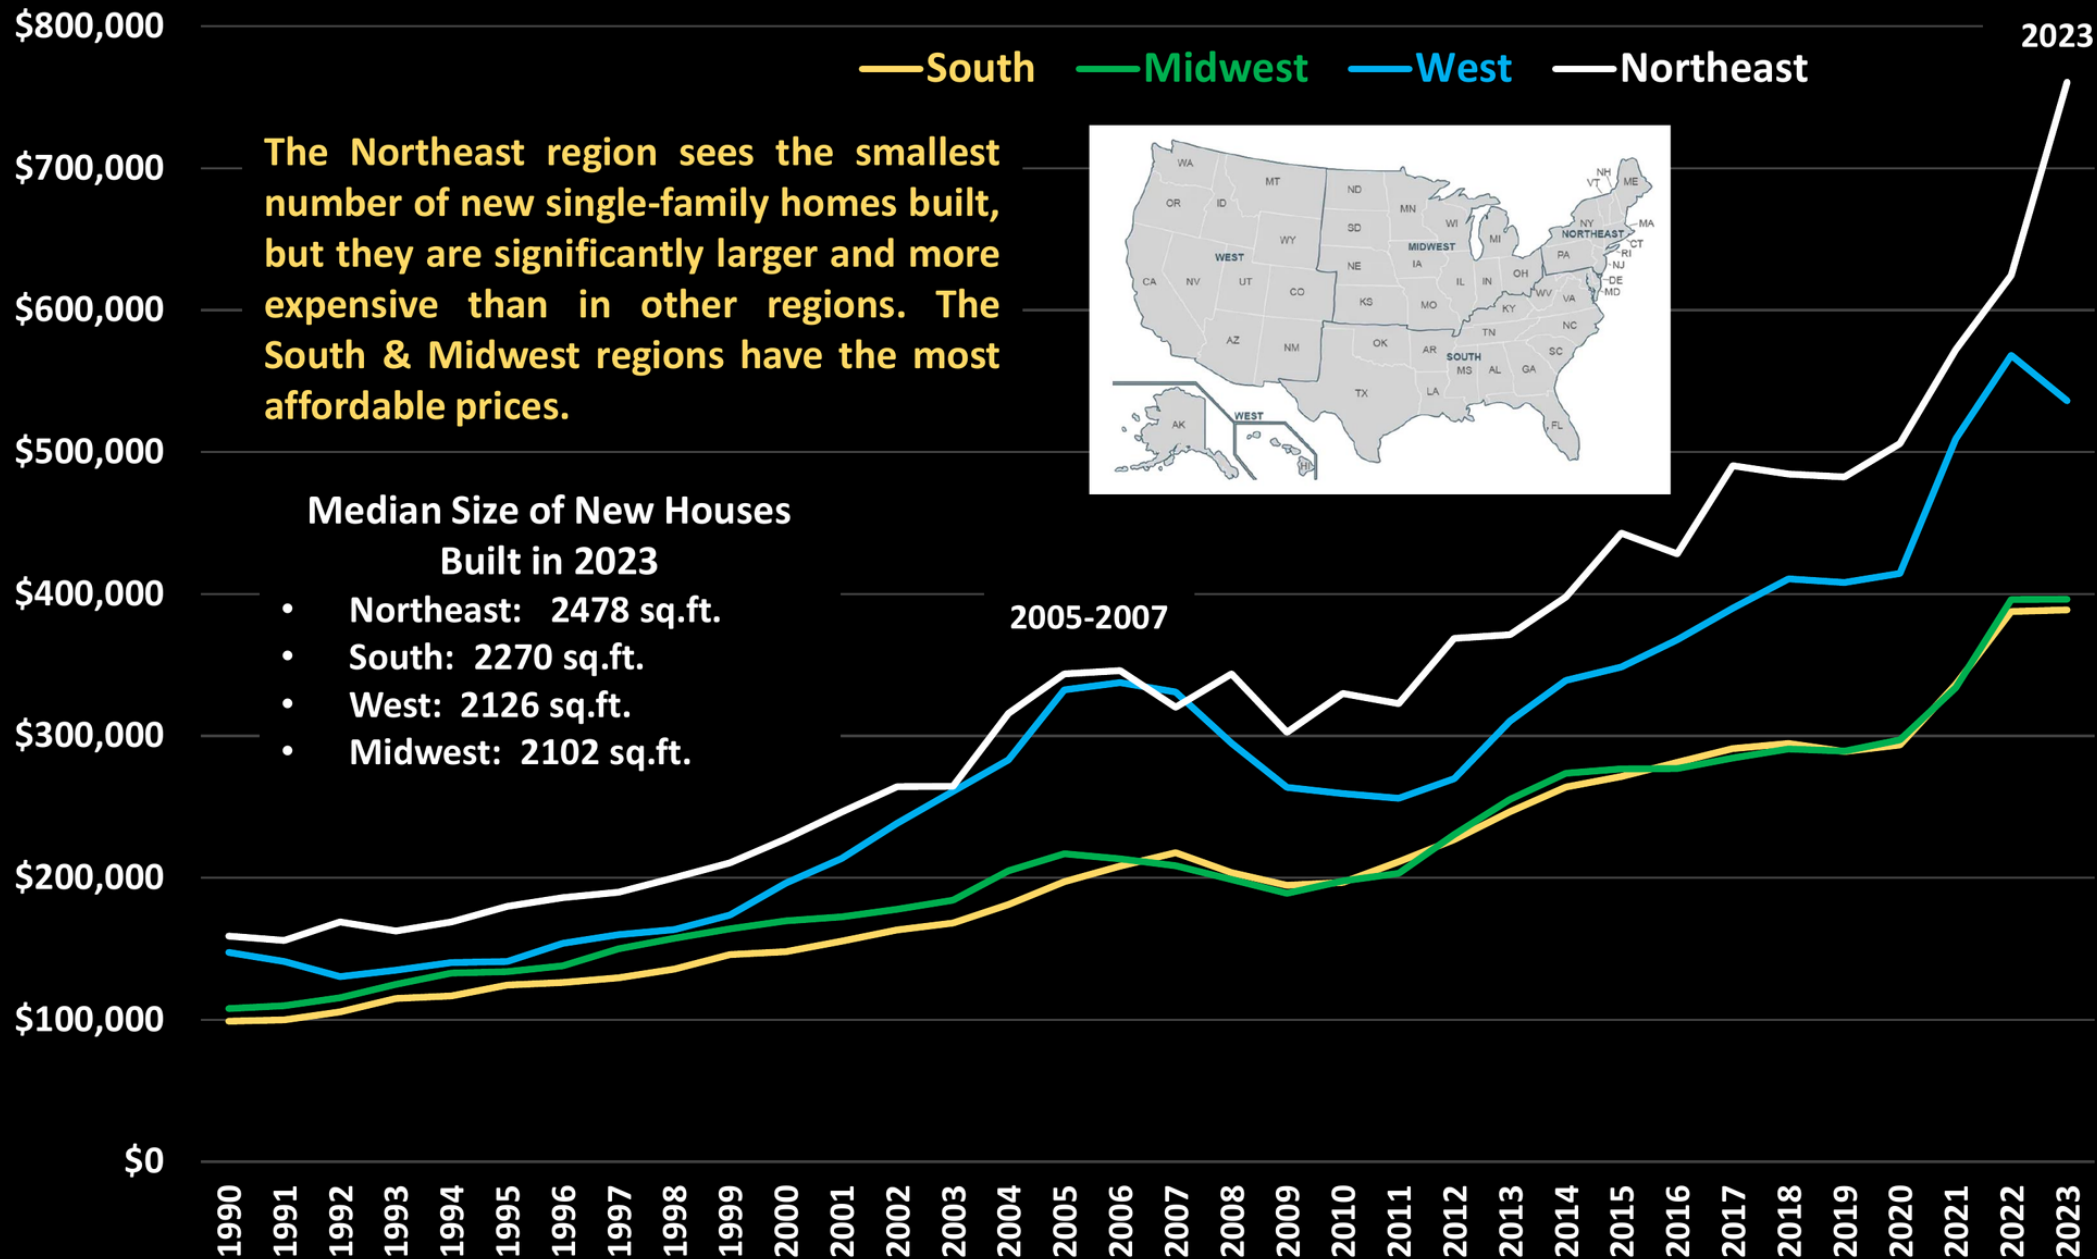 $800,000
2023
South Midwest West Northeast
$700,000
The Northeast region sees the smallest
number of new single-family homes built,
but they are significantly larger and more
expensive than in other regions. The
South & Midwest regions have the most
affordable prices.
WA
MT
ND
MN
OR
ID
SD
WI
MI
NH
VT
ME
NY
MA
NORTHEAST
WY
MIDWEST
CT
WEST
PA
RI
NE
IA
NJ
CA
NV
UT
CO
IL
IN
OH
DE
KS
MO
WV
VA
MD
KY
AZ
NM
OK
AR
TN
NC
SOUTH
SC
TX
LA
MS
AL
GA
WEST
AK
HI
FL
$600,000
$500,000
Median Size of New Houses
Built in 2023
• Northeast: 2478 sq.ft.
• South: 2270 sq.ft.
• West: 2126 sq.ft.
• Midwest: 2102 sq.ft.
$400,000
2005-2007
$300,000
$200,000
$100,000
$0
1990 1991 1992 1993 1994 1995 1996 1997 1998 1999 2000 2001 2002 2003 2004 2005 2006 2007 2008 2009 2010 2011 2012 2013 2014 2015 2016 2017 2018 2019 2020 2021 2022 2023